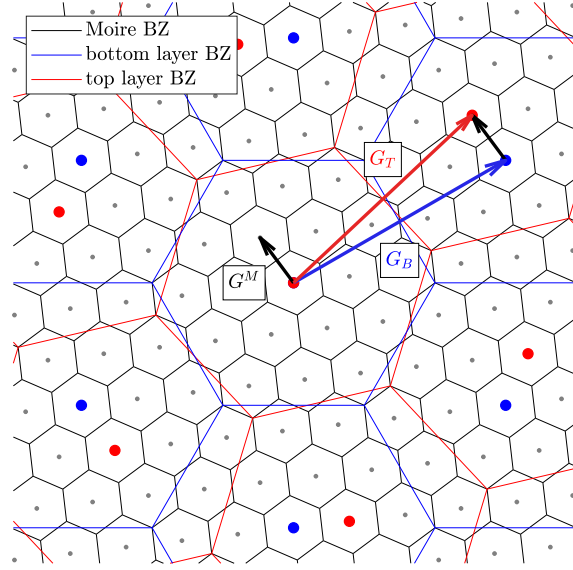 Moire BZ
bottom layer BZ
top layer BZ
G_T
G_B
G^M